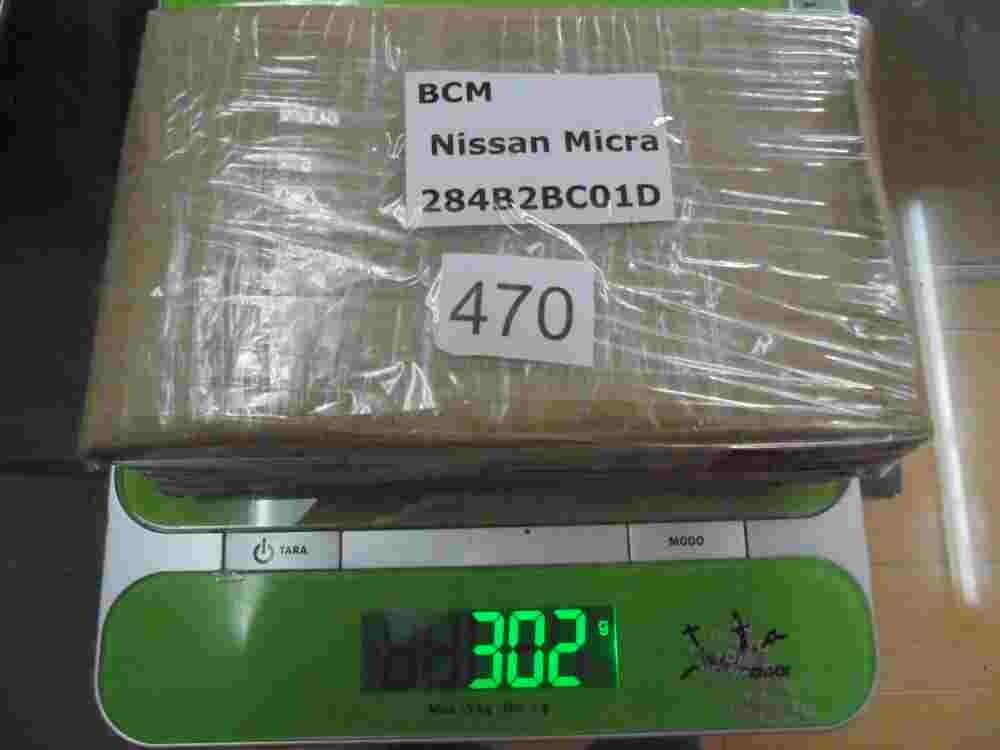 BCM
Nissan Micra
284B2BC01D
470
TARA
MODO
302 g